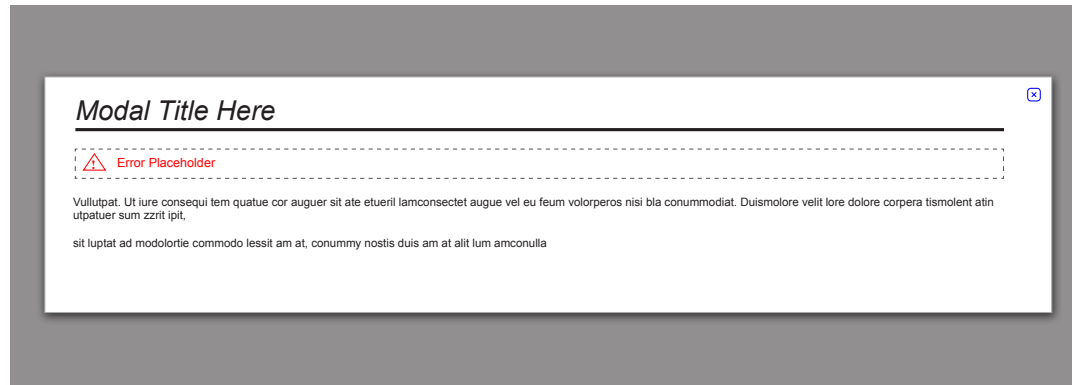 Modal Title Here
Error Placeholder
Vullutpat. Ut iure consequi tem quatue cor auguer sit ate etueril lamconsectet augue vel eu feum volorperos nisi bla conummodiat. Duismolore velit lore dolore corpera tismolent atin
utpatuer sum zzrit ipit,
sit luptat ad modolortie commodo lessit am at, conummy nostis duis am at alit lum amconulla